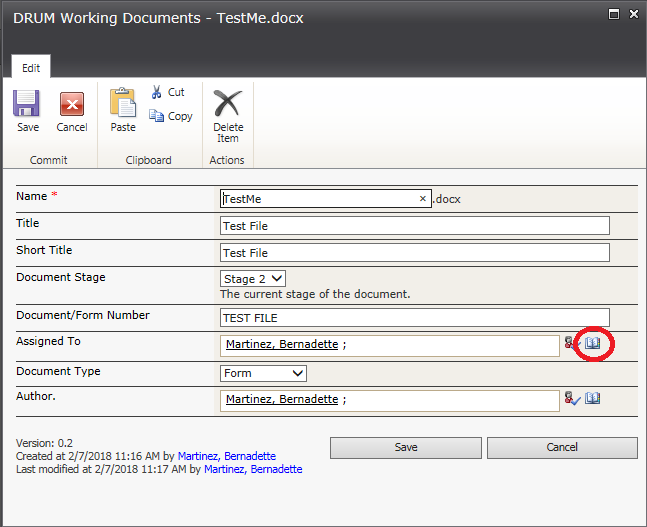 DRUM Working Documents - TestMe.docx
Edit
Save
Cancel
Paste
Cut
Copy
Delete
Item
Commit
Clipboard
Actions
Name *
TestMe × .docx
Title
Test File
Short Title
Test File
Document Stage
Stage 2
The current stage of the document.
Document/Form Number
TEST FILE
Assigned To
Martinez, Bernadette ;
Document Type
Form
Author.
Martinez, Bernadette ;
Version: 0.2
Created at 2/7/2018 11:16 AM by Martinez, Bernadette
Last modified at 2/7/2018 11:17 AM by Martinez, Bernadette
Save
Cancel